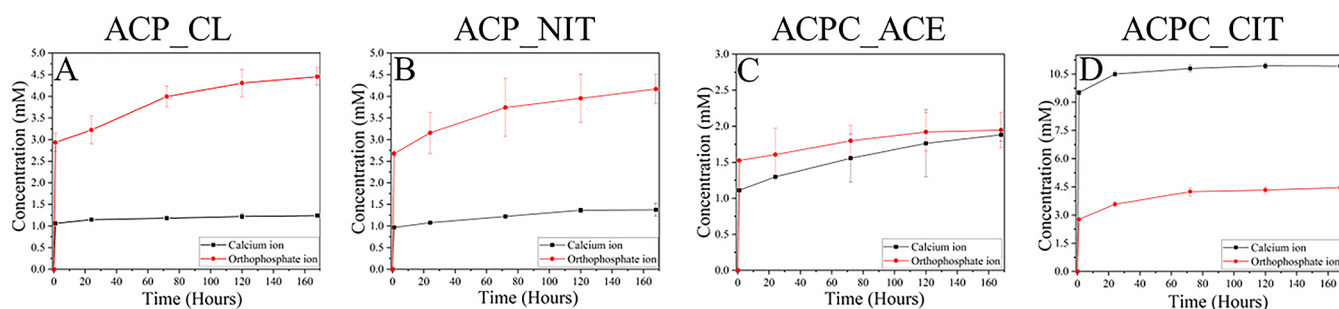 ACP_CL
A
5.0
4.5
4.0
3.5
3.0
2.5
2.0
1.5
1.0
0.5
0.0
Concentration (mM)
Calcium ion
Orthophosphate ion
0 20 40 60 80 100 120 140 160
Time (Hours)
ACP_NIT
B
5.0
4.5
4.0
3.5
3.0
2.5
2.0
1.5
1.0
0.5
0.0
Concentration (mM)
Calcium ion
Orthophosphate ion
0 20 40 60 80 100 120 140 160
Time (Hours)
ACPC_ACE
C
3.0
2.5
2.0
1.5
1.0
0.5
0.0
Concentration (mM)
Calcium ion
Orthophosphate ion
0 20 40 60 80 100 120 140 160
Time (Hours)
ACPC_CIT
D
10.5
9.0
7.5
6.0
4.5
3.0
1.5
0.0
Concentration (mM)
Calcium ion
Orthophosphate ion
0 20 40 60 80 100 120 140 160
Time (Hours)